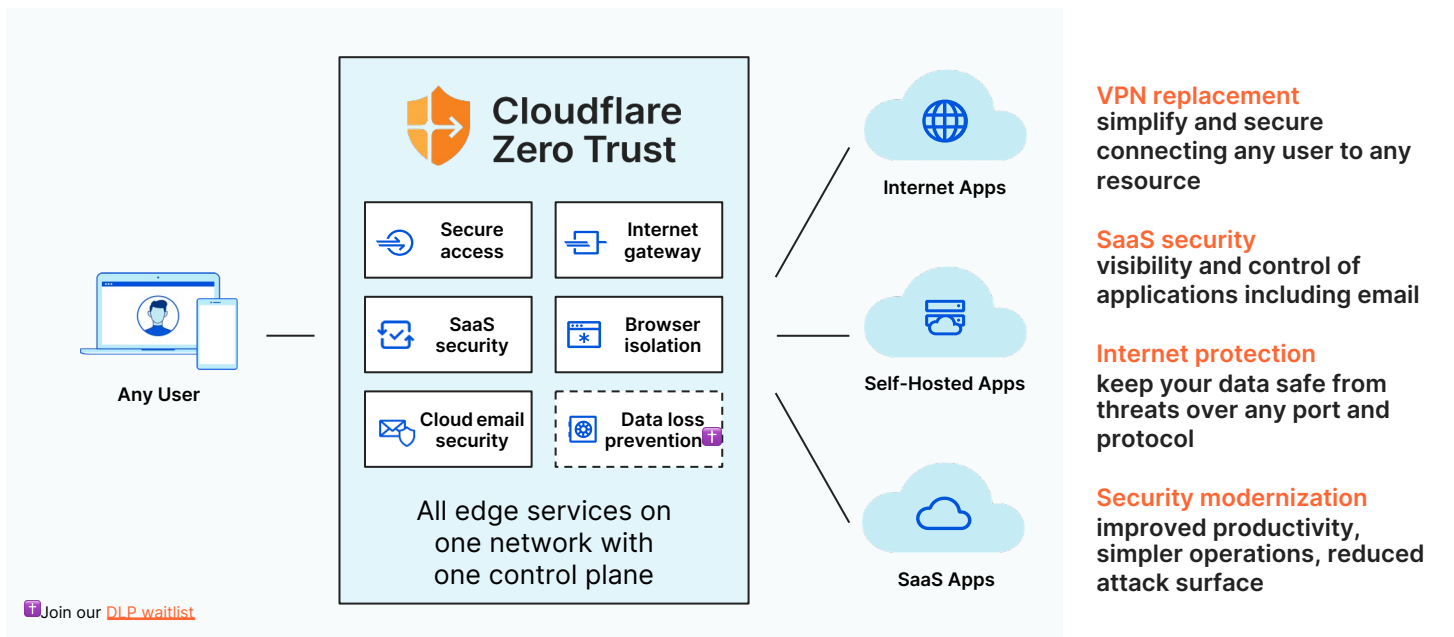 Cloudflare
Zero Trust
Secure
access
Internet
gateway
SaaS
security
Browser
isolation
Cloud email
security
Data loss
prevention✝️
All edge services on
one network with
one control plane
Any User
Internet Apps
Self-Hosted Apps
SaaS Apps
VPN replacement
simplify and secure
connecting any user to any
resource
SaaS security
visibility and control of
applications including email
Internet protection
keep your data safe from
threats over any port and
protocol
Security modernization
improved productivity,
simpler operations, reduced
attack surface
✝️Join our DLP waitlist